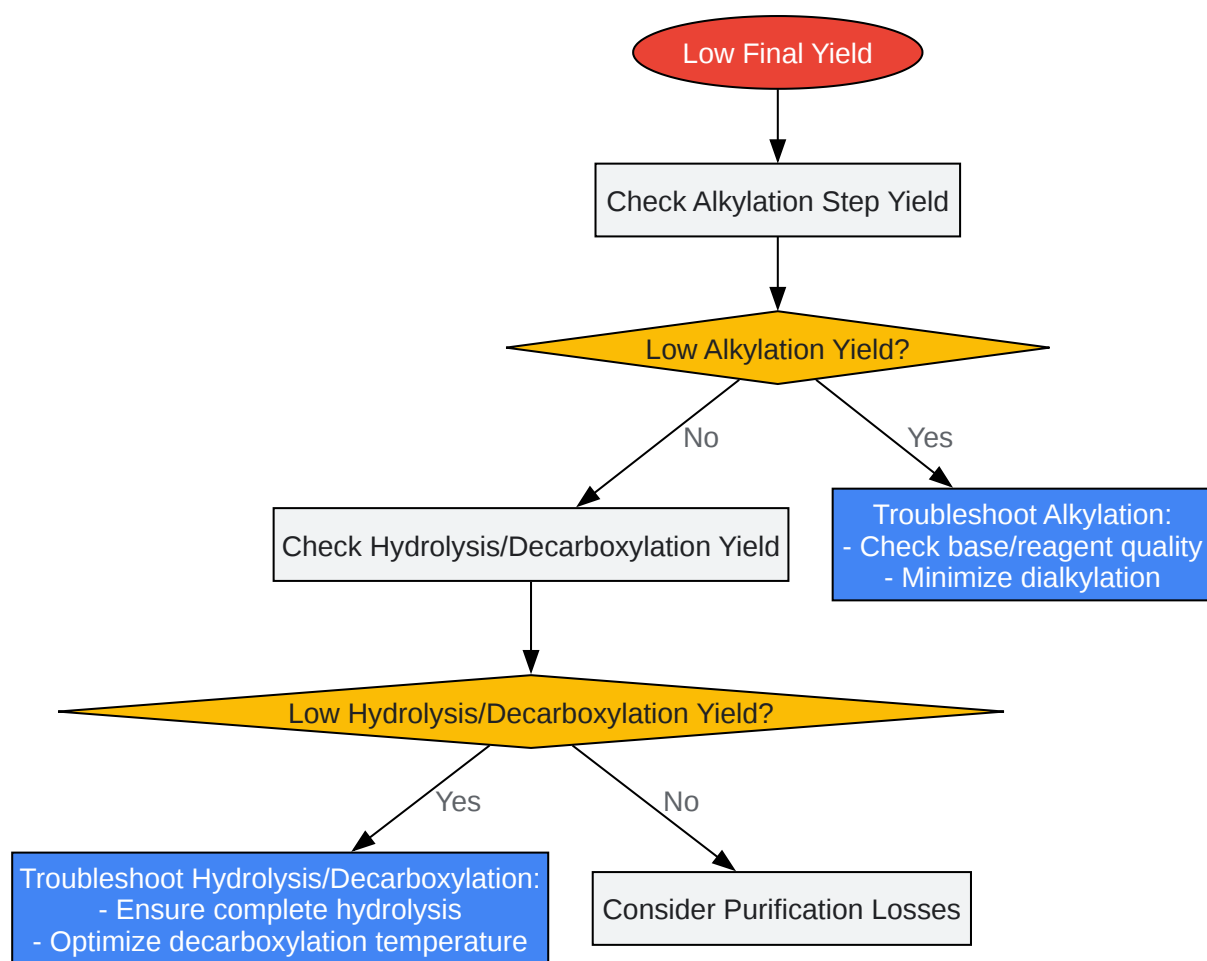 Low Final Yield
Check Alkylation Step Yield
Low Alkylation Yield?
No
Yes
Troubleshoot Alkylation:
- Check base/reagent quality
- Minimize dialkylation
Check Hydrolysis/Decarboxylation Yield
Low Hydrolysis/Decarboxylation Yield?
Yes
No
Troubleshoot Hydrolysis/Decarboxylation:
- Ensure complete hydrolysis
- Optimize decarboxylation temperature
Consider Purification Losses